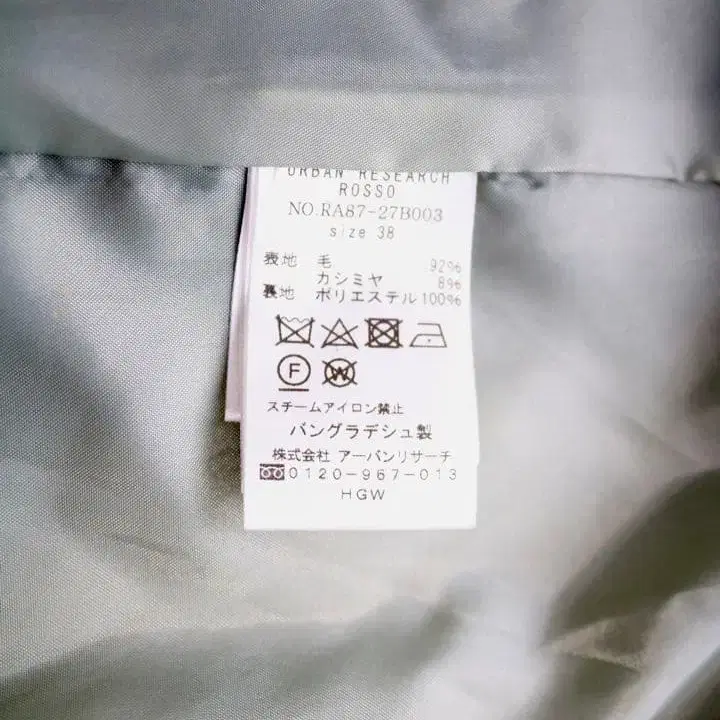 URBAN RESEARCH
ROSSO
NO.RA87-27B003
size 38
表地 毛 92%
カシミヤ 8%
裏地 ポリエステル 100%
F W
スチームアイロン禁止
バングラデシュ製
株式会社 アーバンリサーチ
0120-967-013
HGW